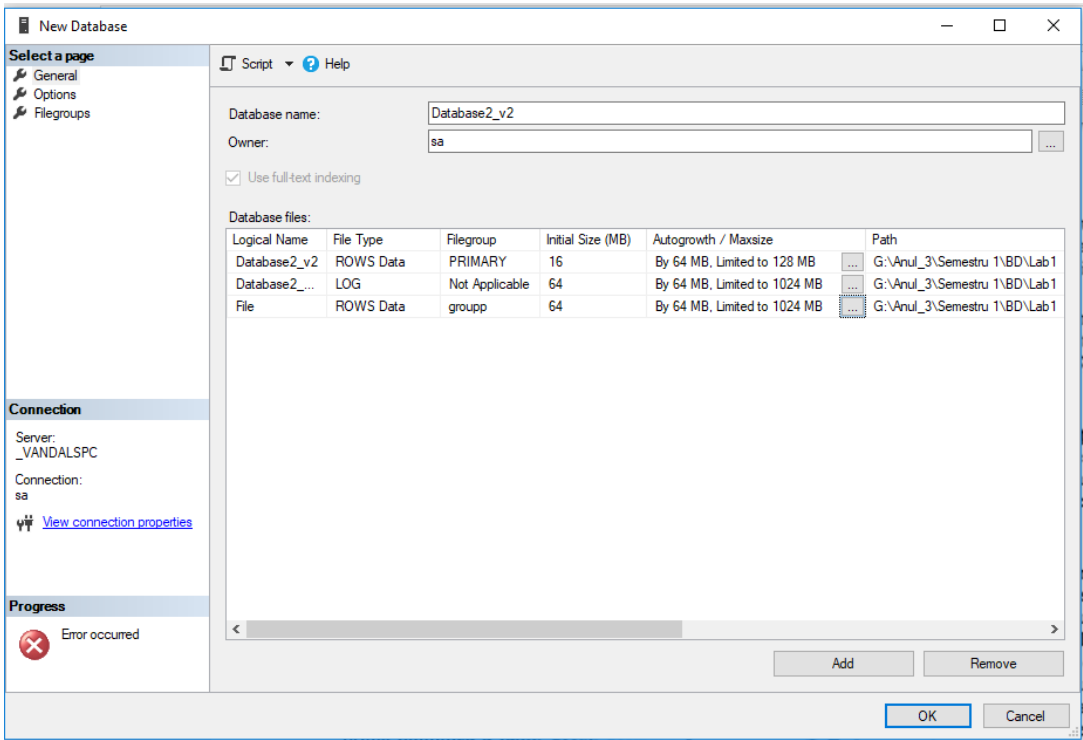 New Database
Select a page
General
Options
Filegroups
Script
Help
Database name:
Database2_v2
Owner:
sa
...
Use full-text indexing
Database files:
Logical Name File Type Filegroup Initial Size (MB) Autogrowth / Maxsize Path
Database2_v2 ROWS Data PRIMARY 16 By 64 MB, Limited to 128 MB ... G:\Anul_3\Semestru 1\BD\Lab1
Database2_... LOG Not Applicable 64 By 64 MB, Limited to 1024 MB ... G:\Anul_3\Semestru 1\BD\Lab1
File ROWS Data groupp 64 By 64 MB, Limited to 1024 MB ... G:\Anul_3\Semestru 1\BD\Lab1
Connection
Server:
_VANDALSPC
Connection:
sa
View connection properties
Progress
Error occurred
Add Remove
OK Cancel